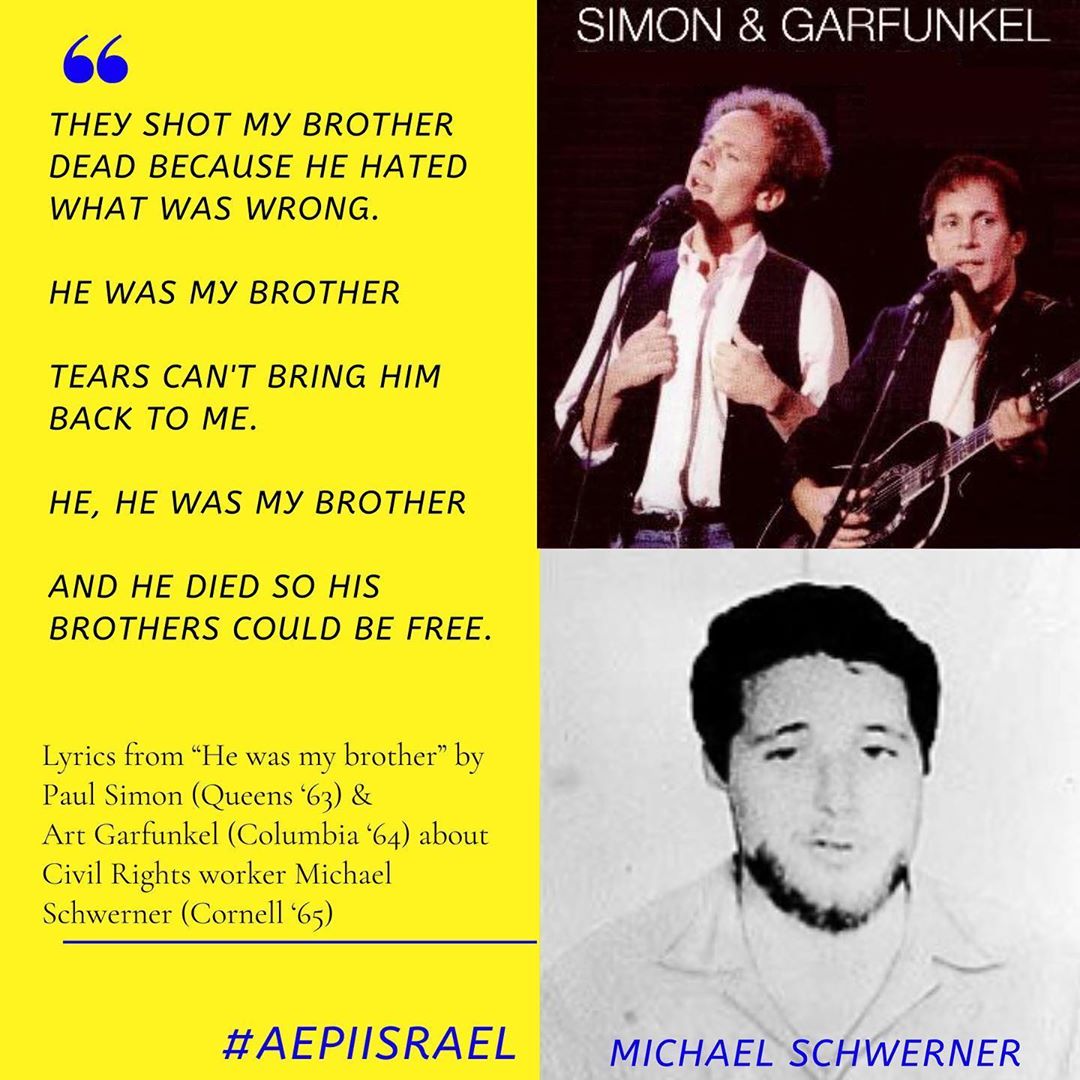 “
THEY SHOT MY BROTHER
DEAD BECAUSE HE HATED
WHAT WAS WRONG.
HE WAS MY BROTHER
TEARS CAN'T BRING HIM
BACK TO ME.
HE, HE WAS MY BROTHER
AND HE DIED SO HIS
BROTHERS COULD BE FREE.
Lyrics from “He was my brother” by
Paul Simon (Queens ‘63) &
Art Garfunkel (Columbia ‘64) about
Civil Rights worker Michael
Schwerner (Cornell ‘65)
#AEPIISRAEL
SIMON & GARFUNKEL
MICHAEL SCHWERNER